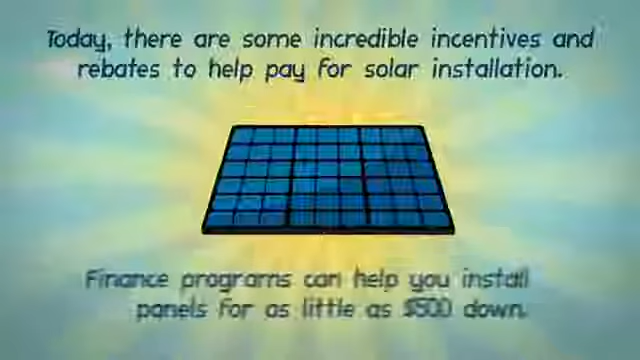 Today, there are some incredible incentives and
rebates to help pay for solar installation.
Finance programs can help you install
panels for as little as $500 down.